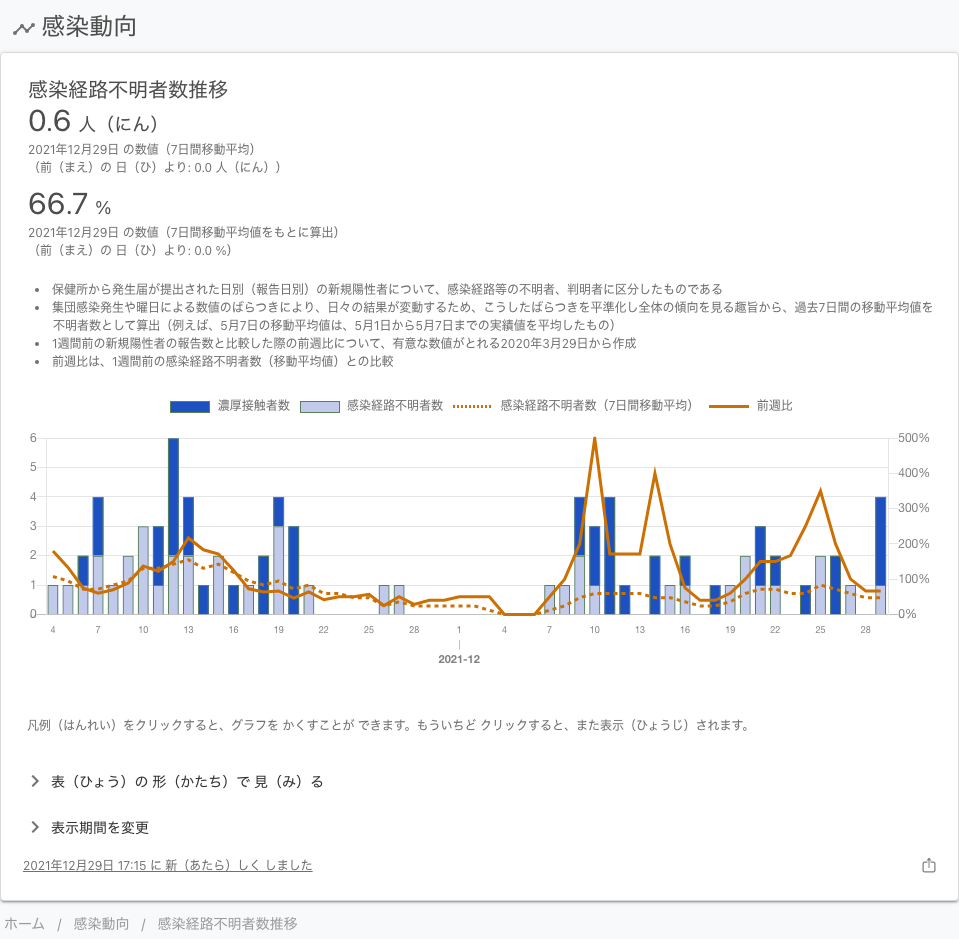 感染動向
感染経路不明者数推移
0.6 人（にん）
2021年12月29日 の数値（7日間移動平均）
（前（まえ）の 日（ひ）より: 0.0 人（にん））
66.7 %
2021年12月29日 の数値（7日間移動平均値をもとに算出）
（前（まえ）の 日（ひ）より: 0.0 %）
• 保健所から発生届が提出された日別（報告日別）の新規陽性者について、感染経路等の不明者、判明者に区分したものである
• 集団感染発生や曜日による数値のばらつきにより、日々の結果が変動するため、こうしたばらつきを平準化し全体の傾向を見る趣旨から、過去7日間の移動平均値を
不明者数として算出（例えば、5月7日の移動平均値は、5月1日から5月7日までの実績値を平均したもの）
• 1週間前の新規陽性者の報告数と比較した際の前週比について、有意な数値がとれる2020年3月29日から作成
• 前週比は、1週間前の感染経路不明者数（移動平均値）との比較
濃厚接触者数 感染経路不明者数 感染経路不明者数（7日間移動平均） 前週比
6 500%
5 400%
4 300%
3 200%
2 100%
1 0%
0
4 7 10 13 16 19 22 25 28 1 4 7 10 13 16 19 22 25 28
2021-12
凡例（はんれい）をクリックすると、グラフを かくすことが できます。もういちど クリックすると、また表示（ひょうじ）されます。
表（ひょう）の 形（かたち）で 見（み）る
表示期間を変更
2021年12月29日 17:15 に 新（あたら）しく しました
ホーム / 感染動向 / 感染経路不明者数推移